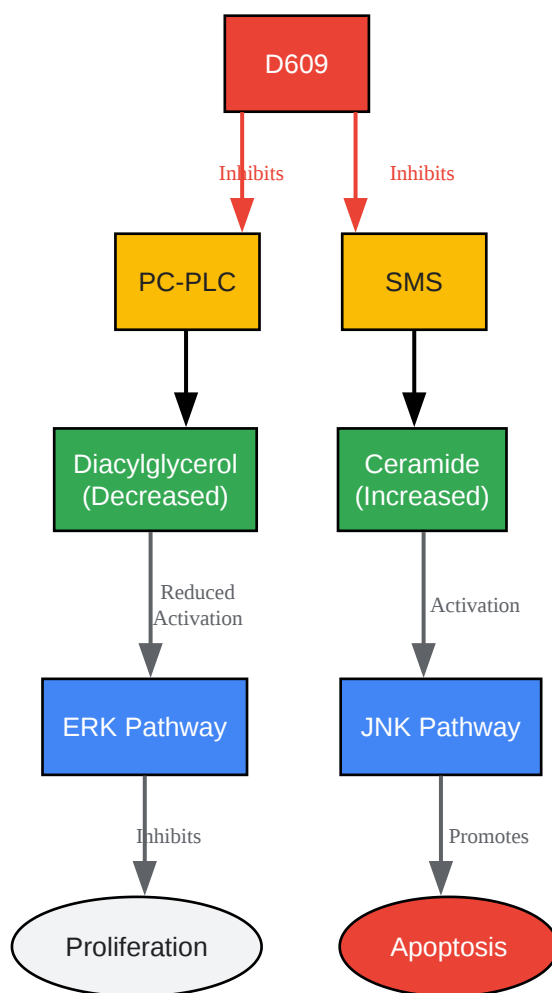 D609
Inhibits
Inhibits
PC-PLC
SMS
Diacylglycerol
(Decreased)
Ceramide
(Increased)
Reduced
Activation
Activation
ERK Pathway
JNK Pathway
Inhibits
Promotes
Proliferation
Apoptosis